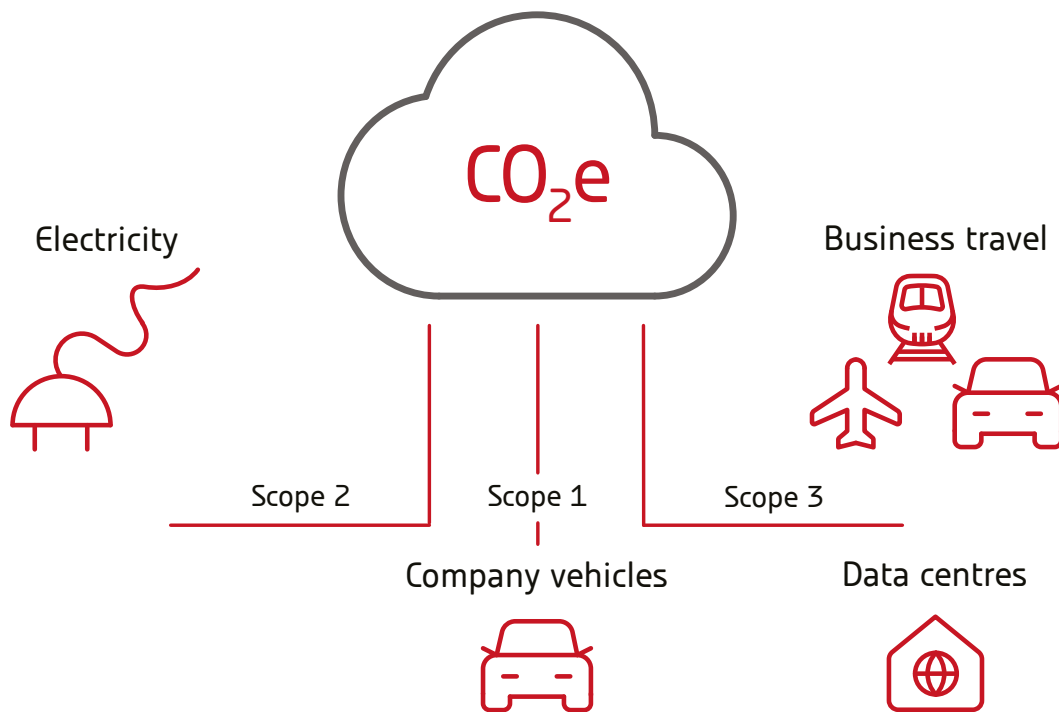 CO₂e
Electricity
Business travel
Scope 2
Scope 1
Scope 3
Company vehicles
Data centres